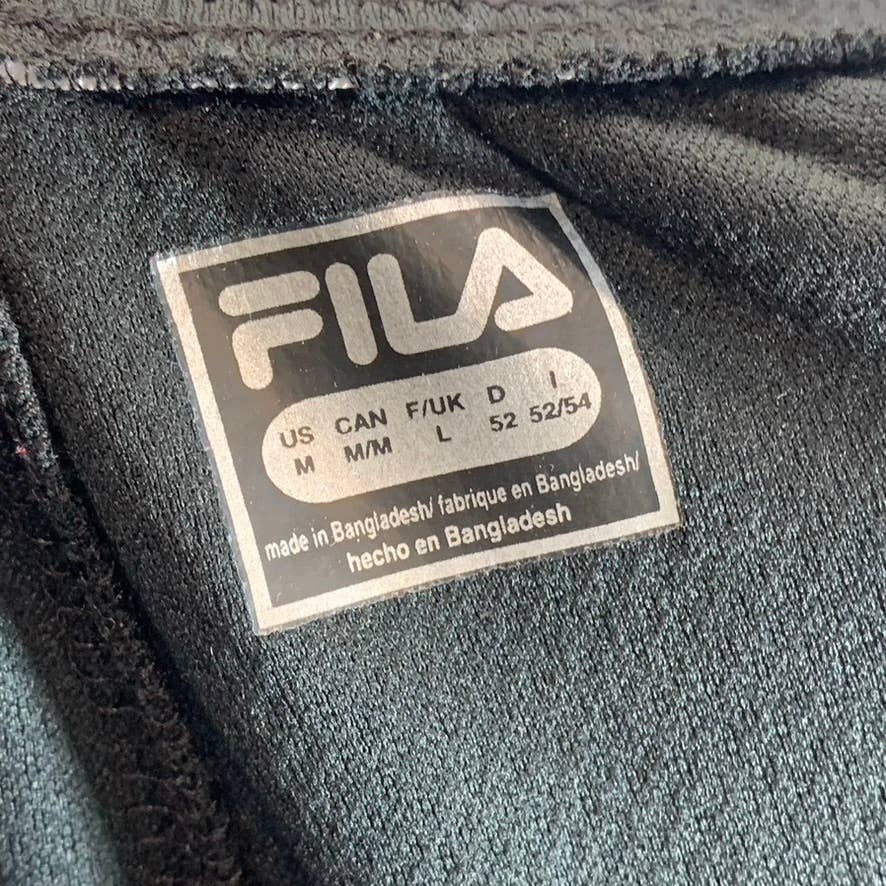 FILA
US CAN F/UK D I
M M/M L 52 52/54
made in Bangladesh/ fabrique en Bangladesh/
hecho en Bangladesh